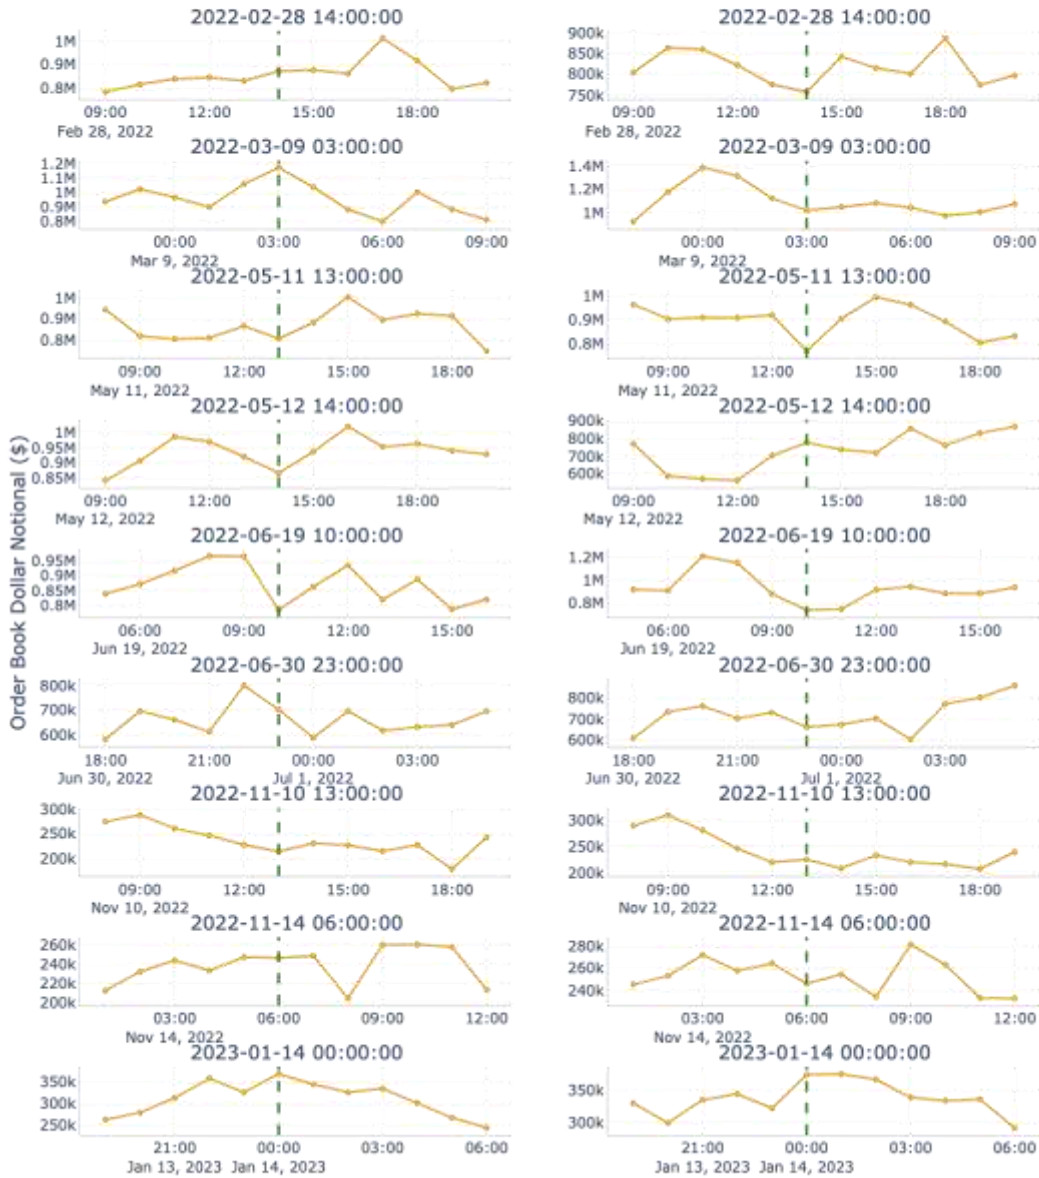 2022-02-28 14:00:00
1M
0.9M
0.8M
09:00 12:00 15:00 18:00
Feb 28, 2022
2022-02-28 14:00:00
900k
850k
800k
750k
09:00 12:00 15:00 18:00
Feb 28, 2022
2022-03-09 03:00:00
1.2M
1.1M
1M
0.9M
0.8M
00:00 03:00 06:00 09:00
Mar 9, 2022
2022-03-09 03:00:00
1.4M
1.2M
1M
00:00 03:00 06:00 09:00
Mar 9, 2022
2022-05-11 13:00:00
1M
0.9M
0.8M
09:00 12:00 15:00 18:00
May 11, 2022
2022-05-11 13:00:00
1M
0.9M
0.8M
09:00 12:00 15:00 18:00
May 11, 2022
Order Book Dollar Notional ($)
2022-05-12 14:00:00
1M
0.95M
0.9M
0.85M
09:00 12:00 15:00 18:00
May 12, 2022
2022-05-12 14:00:00
900k
800k
700k
600k
09:00 12:00 15:00 18:00
May 12, 2022
2022-06-19 10:00:00
0.95M
0.9M
0.85M
0.8M
06:00 09:00 12:00 15:00
Jun 19, 2022
2022-06-19 10:00:00
1.2M
1M
0.8M
06:00 09:00 12:00 15:00
Jun 19, 2022
2022-06-30 23:00:00
800k
700k
600k
18:00 21:00 00:00 03:00
Jun 30, 2022 Jul 1, 2022
2022-06-30 23:00:00
800k
700k
600k
18:00 21:00 00:00 03:00
Jun 30, 2022 Jul 1, 2022
2022-11-10 13:00:00
300k
250k
200k
09:00 12:00 15:00 18:00
Nov 10, 2022
2022-11-10 13:00:00
300k
250k
200k
09:00 12:00 15:00 18:00
Nov 10, 2022
2022-11-14 06:00:00
260k
240k
220k
200k
03:00 06:00 09:00 12:00
Nov 14, 2022
2022-11-14 06:00:00
280k
260k
240k
03:00 06:00 09:00 12:00
Nov 14, 2022
2023-01-14 00:00:00
350k
300k
250k
21:00 00:00 03:00 06:00
Jan 13, 2023 Jan 14, 2023
2023-01-14 00:00:00
350k
300k
21:00 00:00 03:00 06:00
Jan 13, 2023 Jan 14, 2023